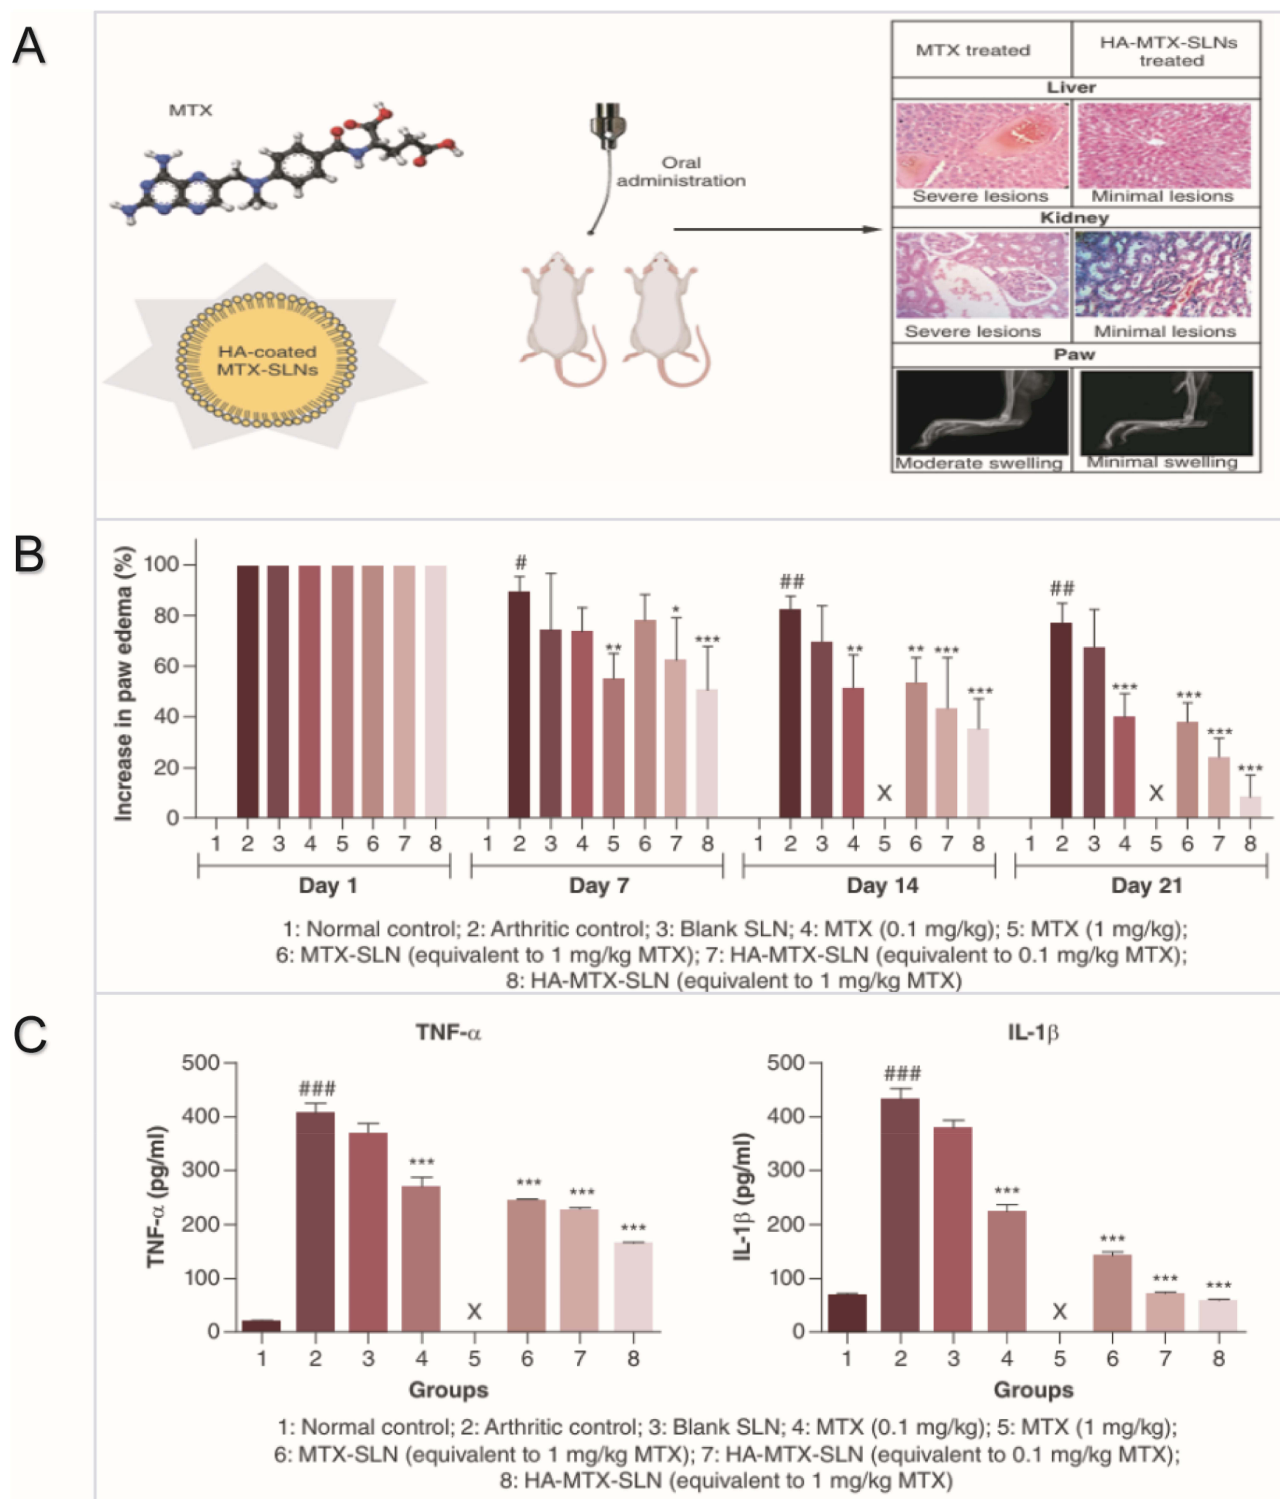 A
MTX
HA-coated
MTX-SLNs
Oral
administration
MTX treated
HA-MTX-SLNs
treated
Liver
Severe lesions
Minimal lesions
Kidney
Severe lesions
Minimal lesions
Paw
Moderate swelling
Minimal swelling
B
Increase in paw edema (%)
100
80
60
40
20
0
# * ** ***
## ** ** *** ***
## *** *** *** ***
X X
1 2 3 4 5 6 7 8 1 2 3 4 5 6 7 8 1 2 3 4 5 6 7 8 1 2 3 4 5 6 7 8
Day 1 Day 7 Day 14 Day 21
1: Normal control; 2: Arthritic control; 3: Blank SLN; 4: MTX (0.1 mg/kg); 5: MTX (1 mg/kg);
6: MTX-SLN (equivalent to 1 mg/kg MTX); 7: HA-MTX-SLN (equivalent to 0.1 mg/kg MTX);
8: HA-MTX-SLN (equivalent to 1 mg/kg MTX)
C
TNF-α
TNF-α (pg/ml)
500
400
300
200
100
0
###
*** *** *** ***
X
1 2 3 4 5 6 7 8
Groups
IL-1β
IL-1β (pg/ml)
500
400
300
200
100
0
###
*** *** *** ***
X
1 2 3 4 5 6 7 8
Groups
1: Normal control; 2: Arthritic control; 3: Blank SLN; 4: MTX (0.1 mg/kg); 5: MTX (1 mg/kg);
6: MTX-SLN (equivalent to 1 mg/kg MTX); 7: HA-MTX-SLN (equivalent to 0.1 mg/kg MTX);
8: HA-MTX-SLN (equivalent to 1 mg/kg MTX)